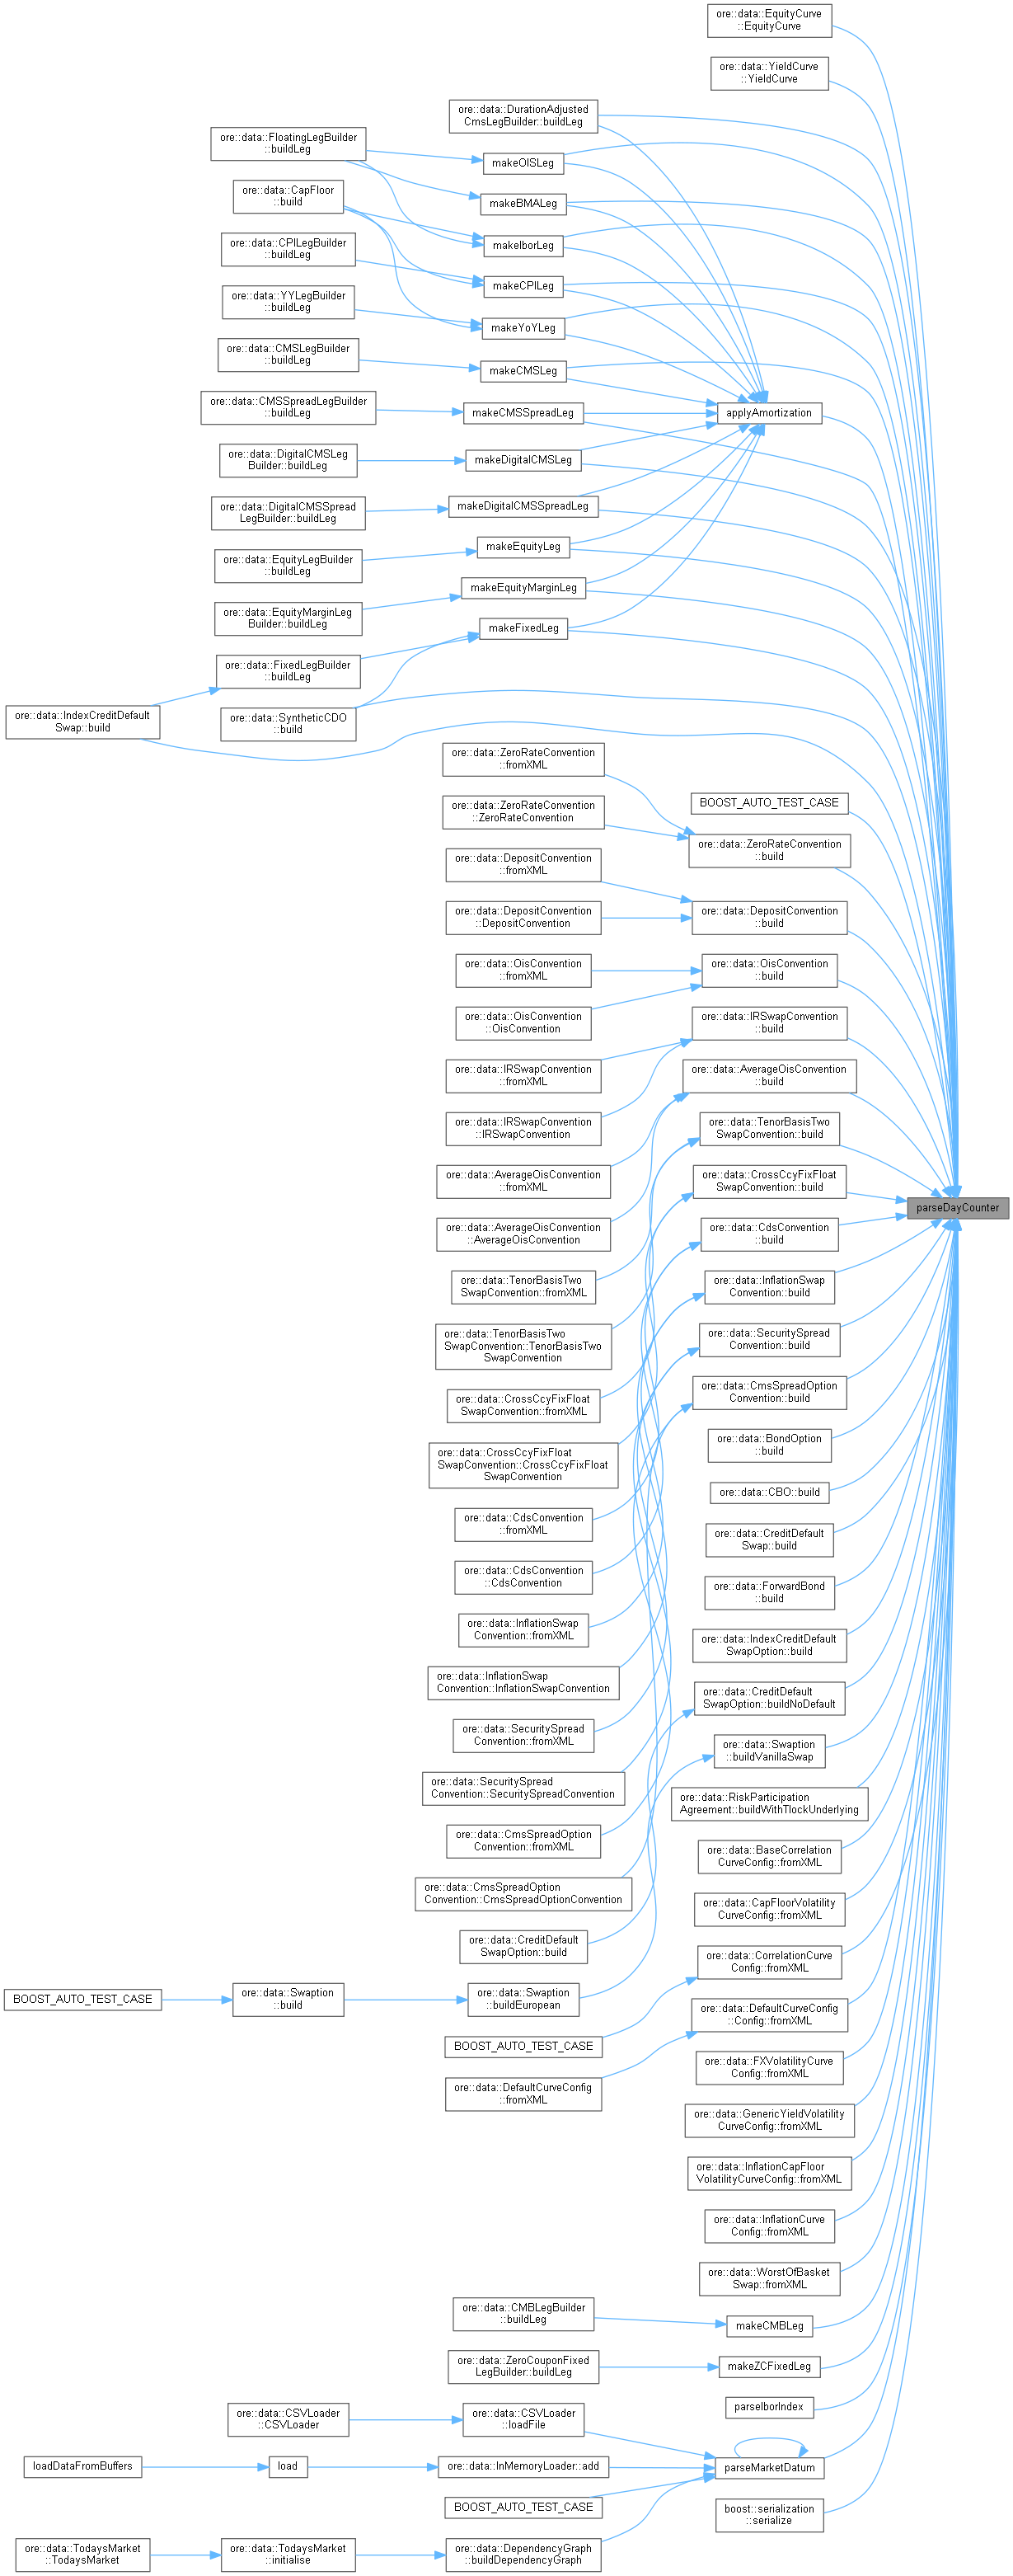 ore::data::EquityCurve
::EquityCurve
ore::data::YieldCurve
::YieldCurve
ore::data::DurationAdjusted
CmsLegBuilder::buildLeg
ore::data::FloatingLegBuilder
::buildLeg
makeOISLeg
ore::data::CapFloor
::build
makeBMALeg
ore::data::CPILegBuilder
::buildLeg
makeIborLeg
makeCPILeg
ore::data::YYLegBuilder
::buildLeg
makeYoYLeg
ore::data::CMSLegBuilder
::buildLeg
makeCMSLeg
ore::data::CMSSpreadLegBuilder
::buildLeg
makeCMSSpreadLeg
applyAmortization
ore::data::DigitalCMSLeg
Builder::buildLeg
makeDigitalCMSLeg
ore::data::DigitalCMSSpread
LegBuilder::buildLeg
makeDigitalCMSSpreadLeg
ore::data::EquityLegBuilder
::buildLeg
makeEquityLeg
ore::data::EquityMarginLeg
Builder::buildLeg
makeEquityMarginLeg
makeFixedLeg
ore::data::FixedLegBuilder
::buildLeg
ore::data::IndexCreditDefault
Swap::build
ore::data::SyntheticCDO
::build
ore::data::ZeroRateConvention
::fromXML
ore::data::ZeroRateConvention
::ZeroRateConvention
BOOST_AUTO_TEST_CASE
ore::data::ZeroRateConvention
::build
ore::data::DepositConvention
::fromXML
ore::data::DepositConvention
::DepositConvention
ore::data::DepositConvention
::build
ore::data::OisConvention
::fromXML
ore::data::OisConvention
::build
ore::data::OisConvention
::OisConvention
ore::data::IRSwapConvention
::build
ore::data::IRSwapConvention
::fromXML
ore::data::AverageOisConvention
::build
ore::data::IRSwapConvention
::IRSwapConvention
ore::data::TenorBasisTwo
SwapConvention::build
ore::data::AverageOisConvention
::fromXML
ore::data::CrossCcyFixFloat
SwapConvention::build
parseDayCounter
ore::data::AverageOisConvention
::AverageOisConvention
ore::data::CdsConvention
::build
ore::data::TenorBasisTwo
SwapConvention::fromXML
ore::data::InflationSwap
Convention::build
ore::data::TenorBasisTwo
SwapConvention::TenorBasisTwo
SwapConvention
ore::data::SecuritySpread
Convention::build
ore::data::CrossCcyFixFloat
SwapConvention::fromXML
ore::data::CmsSpreadOption
Convention::build
ore::data::CrossCcyFixFloat
SwapConvention::CrossCcyFixFloat
SwapConvention
ore::data::BondOption
::build
ore::data::CBO::build
ore::data::CdsConvention
::fromXML
ore::data::CreditDefault
Swap::build
ore::data::CdsConvention
::CdsConvention
ore::data::ForwardBond
::build
ore::data::InflationSwap
Convention::fromXML
ore::data::IndexCreditDefault
SwapOption::build
ore::data::InflationSwap
Convention::InflationSwapConvention
ore::data::CreditDefault
SwapOption::buildNoDefault
ore::data::SecuritySpread
Convention::fromXML
ore::data::Swaption
::buildVanillaSwap
ore::data::SecuritySpread
Convention::SecuritySpreadConvention
ore::data::RiskParticipation
Agreement::buildWithTlockUnderlying
ore::data::CmsSpreadOption
Convention::fromXML
ore::data::BaseCorrelation
CurveConfig::fromXML
ore::data::CmsSpreadOption
Convention::CmsSpreadOptionConvention
ore::data::CapFloorVolatility
CurveConfig::fromXML
ore::data::CreditDefault
SwapOption::build
ore::data::CorrelationCurve
Config::fromXML
BOOST_AUTO_TEST_CASE
ore::data::Swaption
::build
ore::data::Swaption
::buildEuropean
ore::data::DefaultCurveConfig
::Config::fromXML
BOOST_AUTO_TEST_CASE
ore::data::FXVolatilityCurve
Config::fromXML
ore::data::DefaultCurveConfig
::fromXML
ore::data::GenericYieldVolatility
CurveConfig::fromXML
ore::data::InflationCapFloor
VolatilityCurveConfig::fromXML
ore::data::InflationCurve
Config::fromXML
ore::data::WorstOfBasket
Swap::fromXML
ore::data::CMBLegBuilder
::buildLeg
makeCMBLeg
ore::data::ZeroCouponFixed
LegBuilder::buildLeg
makeZCFixedLeg
parseIborIndex
ore::data::CSVLoader
::CSVLoader
ore::data::CSVLoader
::loadFile
loadDataFromBuffers
load
ore::data::InMemoryLoader::add
parseMarketDatum
BOOST_AUTO_TEST_CASE
boost::serialization
::serialize
ore::data::TodaysMarket
::TodaysMarket
ore::data::TodaysMarket
::initialise
ore::data::DependencyGraph
::buildDependencyGraph